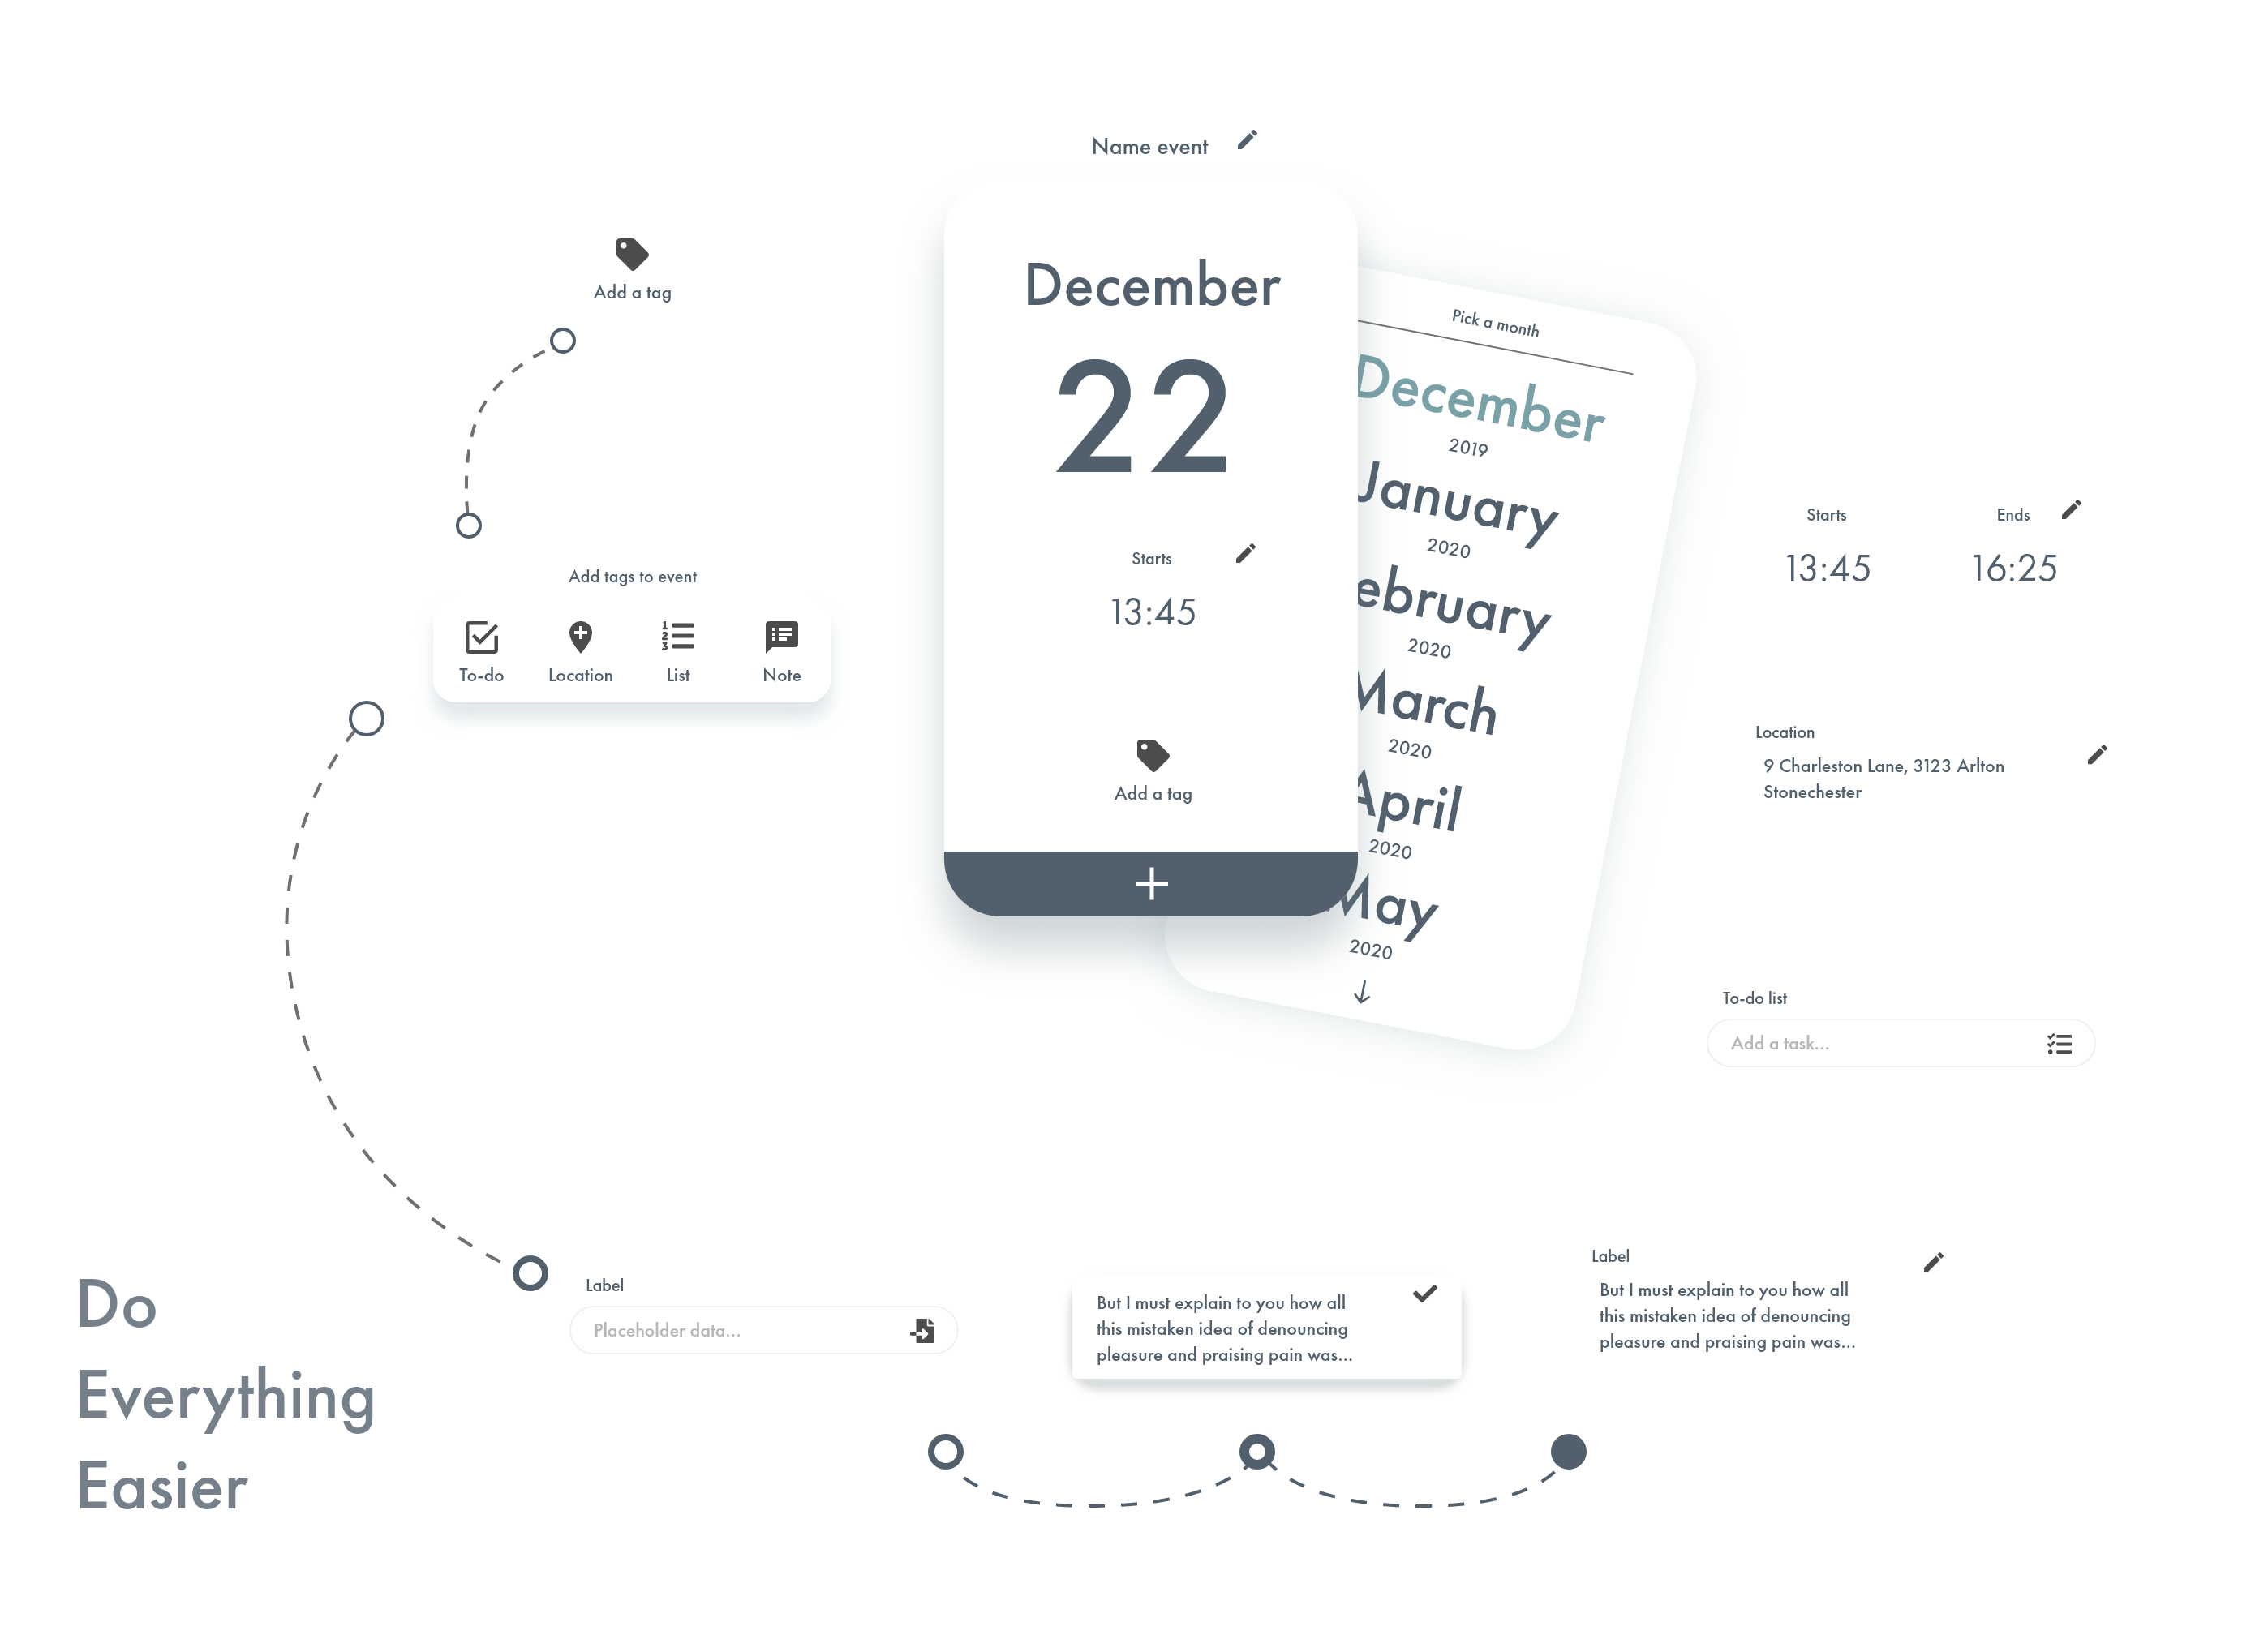 Name event
Add a tag
Add tags to event
To-do
Location
List
Note
December
22
Starts
13:45
Add a tag
Pick a month
December
2019
January
2020
ebruary
2020
March
2020
April
2020
May
2020
Starts
Ends
13:45
16:25
Location
9 Charleston Lane, 3123 Arlton
Stonechester
To-do list
Add a task...
Do
Everything
Easier
Label
Placeholder data...
But I must explain to you how all
this mistaken idea of denouncing
pleasure and praising pain was...
Label
But I must explain to you how all
this mistaken idea of denouncing
pleasure and praising pain was...